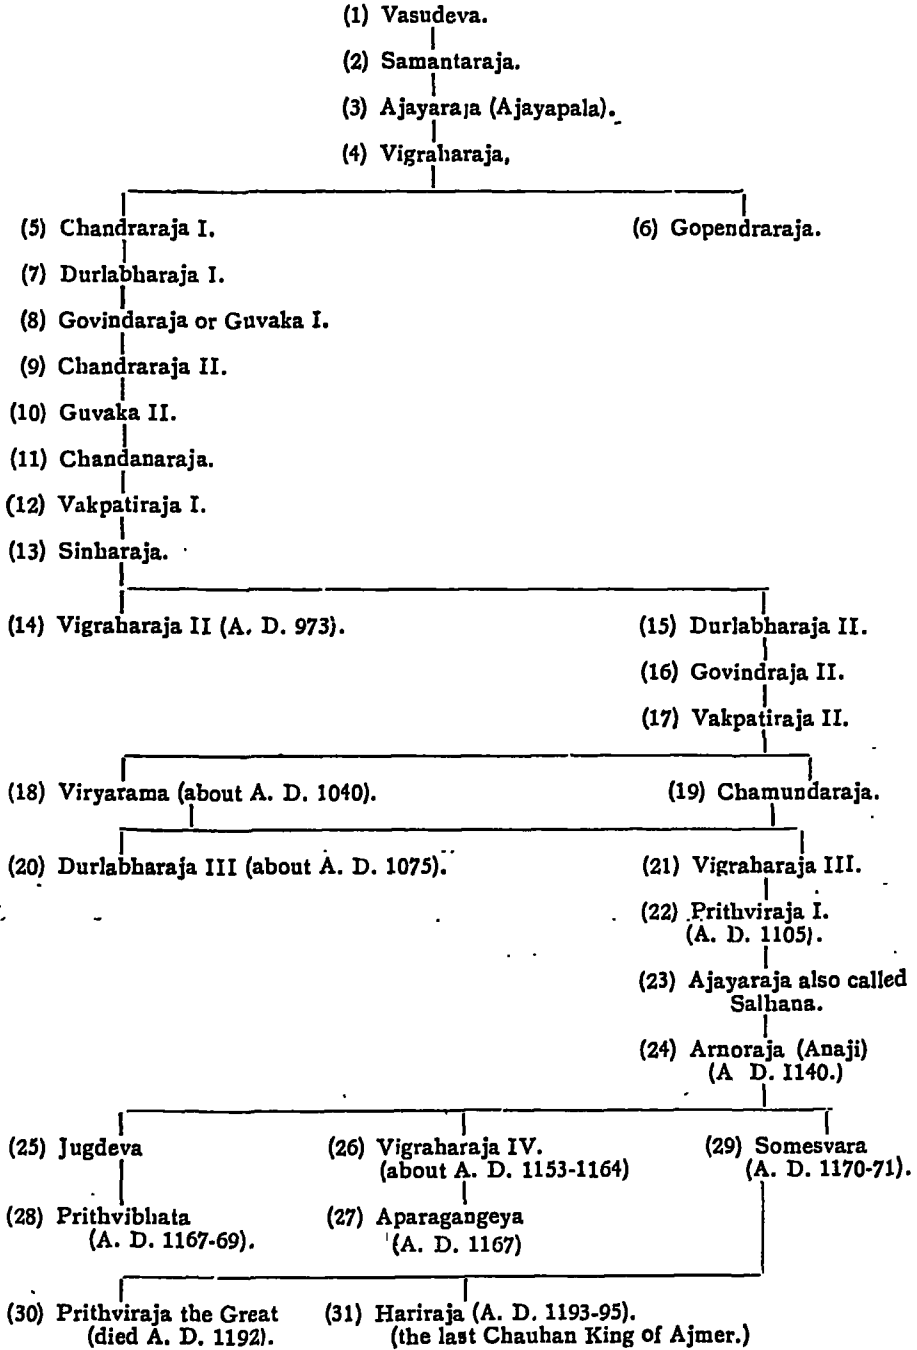 (1) Vasudeva.
(2) Samantaraja.
(3) Ajayaraja (Ajayapala).
(4) Vigraharaja,
(5) Chandraraja I.
(6) Gopendraraja.
(7) Durlabharaja I.
(8) Govindaraja or Guvaka I.
(9) Chandraraja II.
(10) Guvaka II.
(11) Chandanaraja.
(12) Vakpatiraja I.
(13) Sinharaja.
(14) Vigraharaja II (A. D. 973).
(15) Durlabharaja II.
(16) Govindraja II.
(17) Vakpatiraja II.
(18) Viryarama (about A. D. 1040).
(19) Chamundaraja.
(20) Durlabharaja III (about A. D. 1075).
(21) Vigraharaja III.
(22) Prithviraja I.
(A. D. 1105).
(23) Ajayaraja also called
Salhana.
(24) Arnoraja (Anaji)
(A D. 1140.)
(25) Jugdeva
(26) Vigraharaja IV.
(about A. D. 1153-1164)
(29) Somesvara
(A. D. 1170-71).
(28) Prithvibhata
(A. D. 1167-69).
(27) Aparagangeya
(A. D. 1167)
(30) Prithviraja the Great
(died A. D. 1192).
(31) Hariraja (A. D. 1193-95).
(the last Chauhan King of Ajmer.)